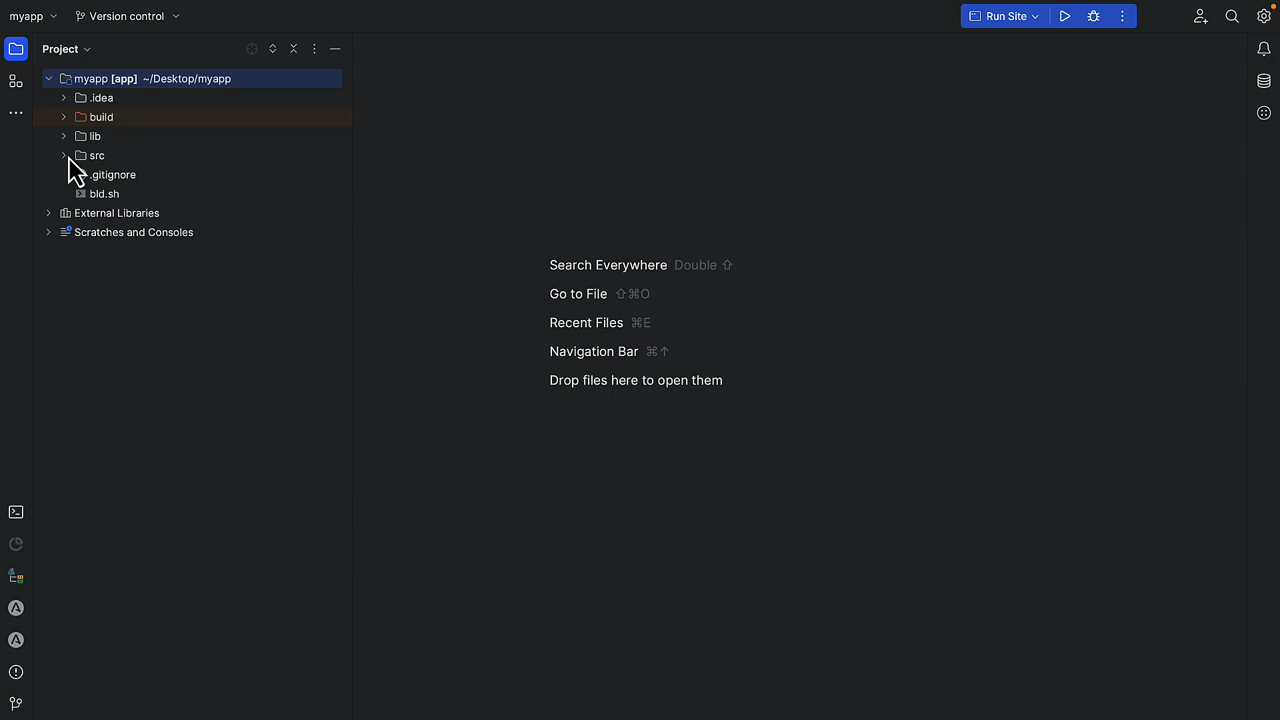 myapp
Version control
Run Site
Project
myapp [app] ~/Desktop/myapp
.idea
build
lib
src
.gitignore
bld.sh
External Libraries
Scratches and Consoles
Search Everywhere Double ⇧
Go to File ⇧⌘O
Recent Files ⌘E
Navigation Bar ⌘↑
Drop files here to open them